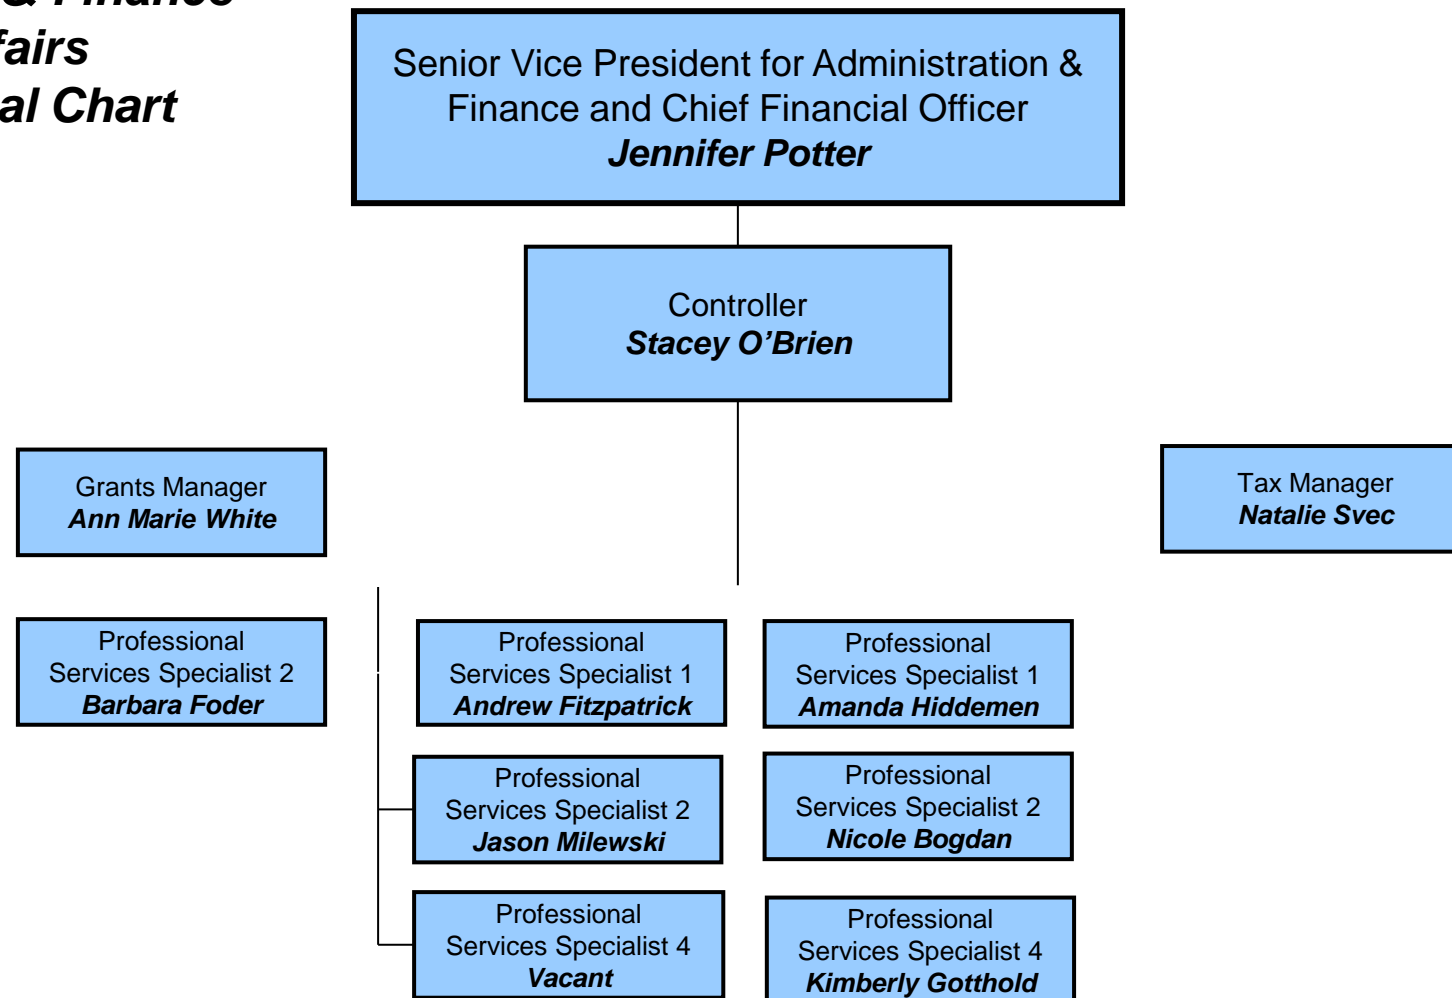 & Finance
fairs
al Chart
Senior Vice President for Administration &
Finance and Chief Financial Officer
Jennifer Potter
Controller
Stacey O’Brien
Grants Manager
Ann Marie White
Tax Manager
Natalie Svec
Professional
Services Specialist 2
Barbara Foder
Professional
Services Specialist 1
Andrew Fitzpatrick
Professional
Services Specialist 1
Amanda Hiddemen
Professional
Services Specialist 2
Jason Milewski
Professional
Services Specialist 2
Nicole Bogdan
Professional
Services Specialist 4
Vacant
Professional
Services Specialist 4
Kimberly Gotthold